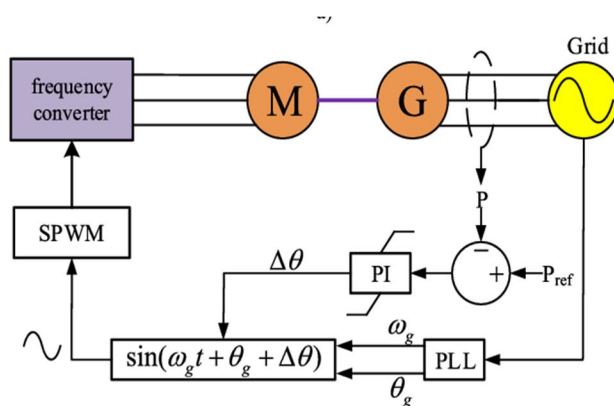 Grid
frequency
converter
M
G
P
SPWM
Δθ
PI
−
+
P_ref
ω_g
sin(ω_g t + θ_g + Δθ)
PLL
θ_g